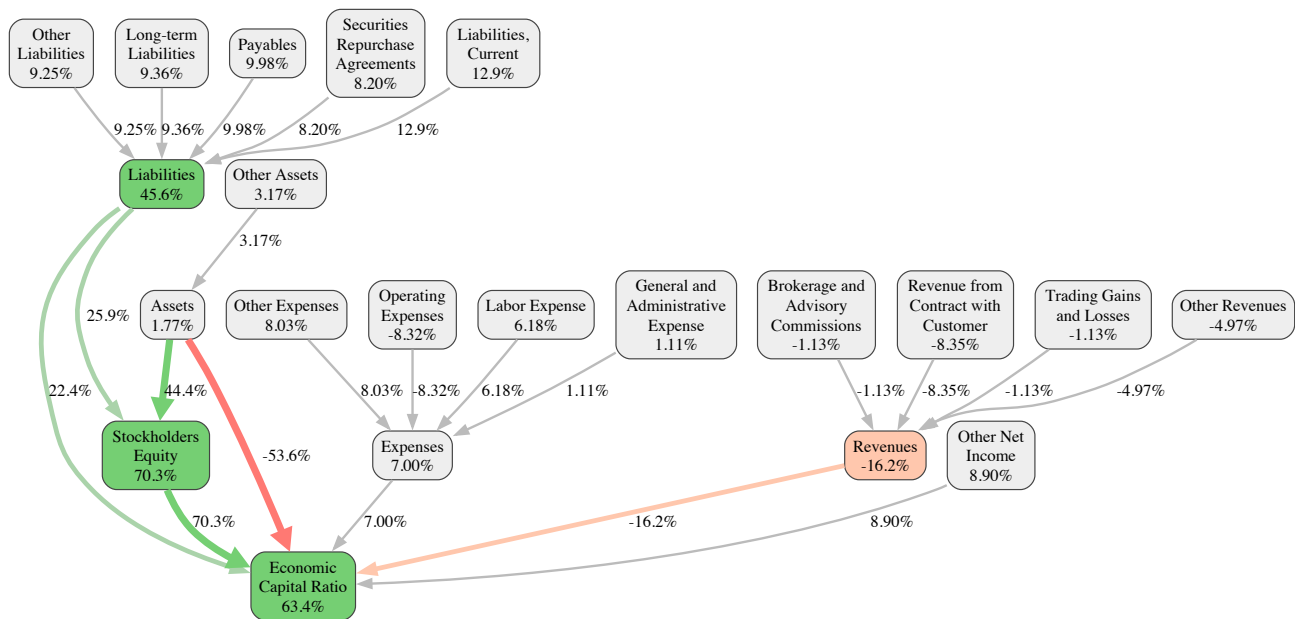 Other
Liabilities
9.25%
Long-term
Liabilities
9.36%
Payables
9.98%
Securities
Repurchase
Agreements
8.20%
Liabilities,
Current
12.9%
9.25%
9.36%
9.98%
8.20%
12.9%
Liabilities
45.6%
Other Assets
3.17%
3.17%
Assets
1.77%
Other Expenses
8.03%
Operating
Expenses
-8.32%
Labor Expense
6.18%
General and
Administrative
Expense
1.11%
Brokerage and
Advisory
Commissions
-1.13%
Revenue from
Contract with
Customer
-8.35%
Trading Gains
and Losses
-1.13%
Other Revenues
-4.97%
25.9%
22.4%
44.4%
8.03%
-8.32%
6.18%
1.11%
-1.13%
-8.35%
-1.13%
-4.97%
Stockholders
Equity
70.3%
-53.6%
Expenses
7.00%
Revenues
-16.2%
Other Net
Income
8.90%
70.3%
7.00%
-16.2%
8.90%
Economic
Capital Ratio
63.4%